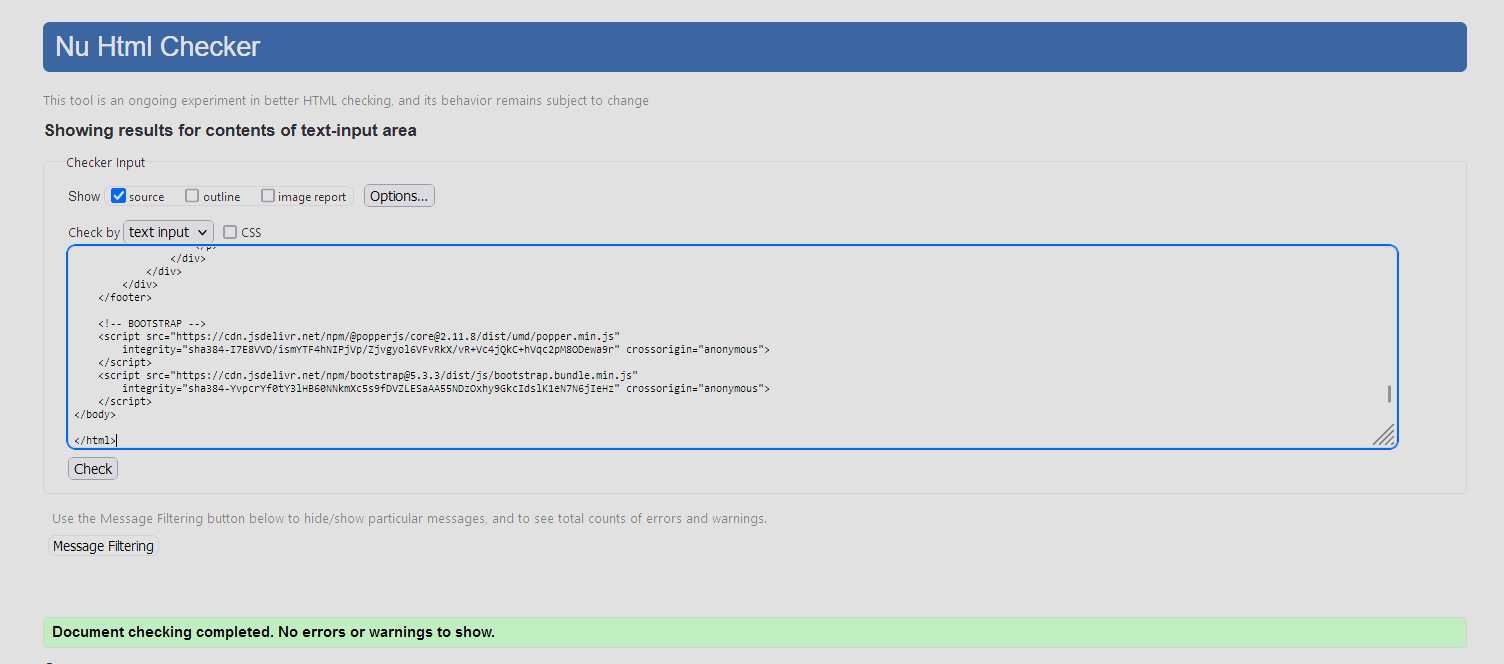 Nu Html Checker
This tool is an ongoing experiment in better HTML checking, and its behavior remains subject to change
Showing results for contents of text-input area
Checker Input
Show source outline image report Options...
Check by text input CSS
</div>
</div>
</div>
</footer>
<!-- BOOTSTRAP -->
<script src="https://cdn.jsdelivr.net/npm/@popperjs/core@2.11.8/dist/umd/popper.min.js"
integrity="sha384-I7E8VVD/ismYTF4hNIPjVp/Zjvgyol6VFvRkX/vR+Vc4jQkC+hVqc2pM8ODewa9r" crossorigin="anonymous">
</script>
<script src="https://cdn.jsdelivr.net/npm/bootstrap@5.3.3/dist/js/bootstrap.bundle.min.js"
integrity="sha384-YvpcrYf0tY3lHB60NNkmXc5s9fDVZLESaAA55NDzOxhy9GkcIdslK1eN7N6jIeHz" crossorigin="anonymous">
</script>
</body>
</html>
Check
Use the Message Filtering button below to hide/show particular messages, and to see total counts of errors and warnings.
Message Filtering
Document checking completed. No errors or warnings to show.